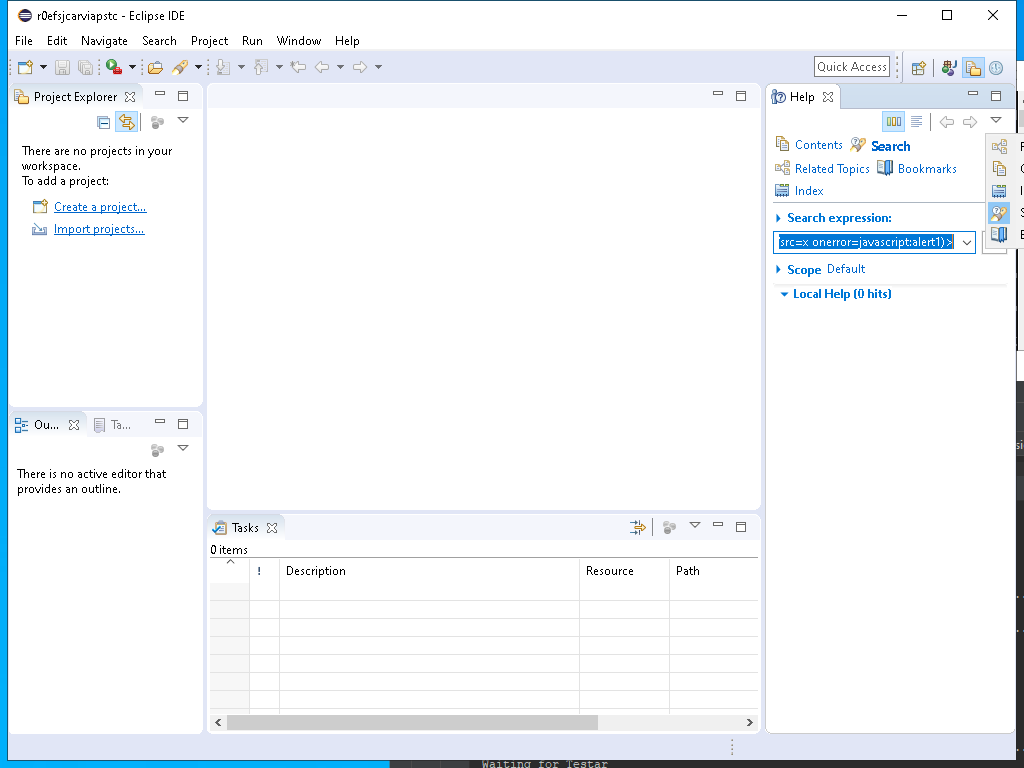 r0efsjcarviapstc - Eclipse IDE
File Edit Navigate Search Project Run Window Help
Quick Access
Project Explorer
There are no projects in your
workspace.
To add a project:
Create a project...
Import projects...
Ou... Ta...
There is no active editor that
provides an outline.
Tasks
0 items
! Description Resource Path
Help
Contents Search
Related Topics Bookmarks
Index
Search expression:
src=x onerror=javascript:alert1)>
Scope Default
Local Help (0 hits)
Waiting for Testar